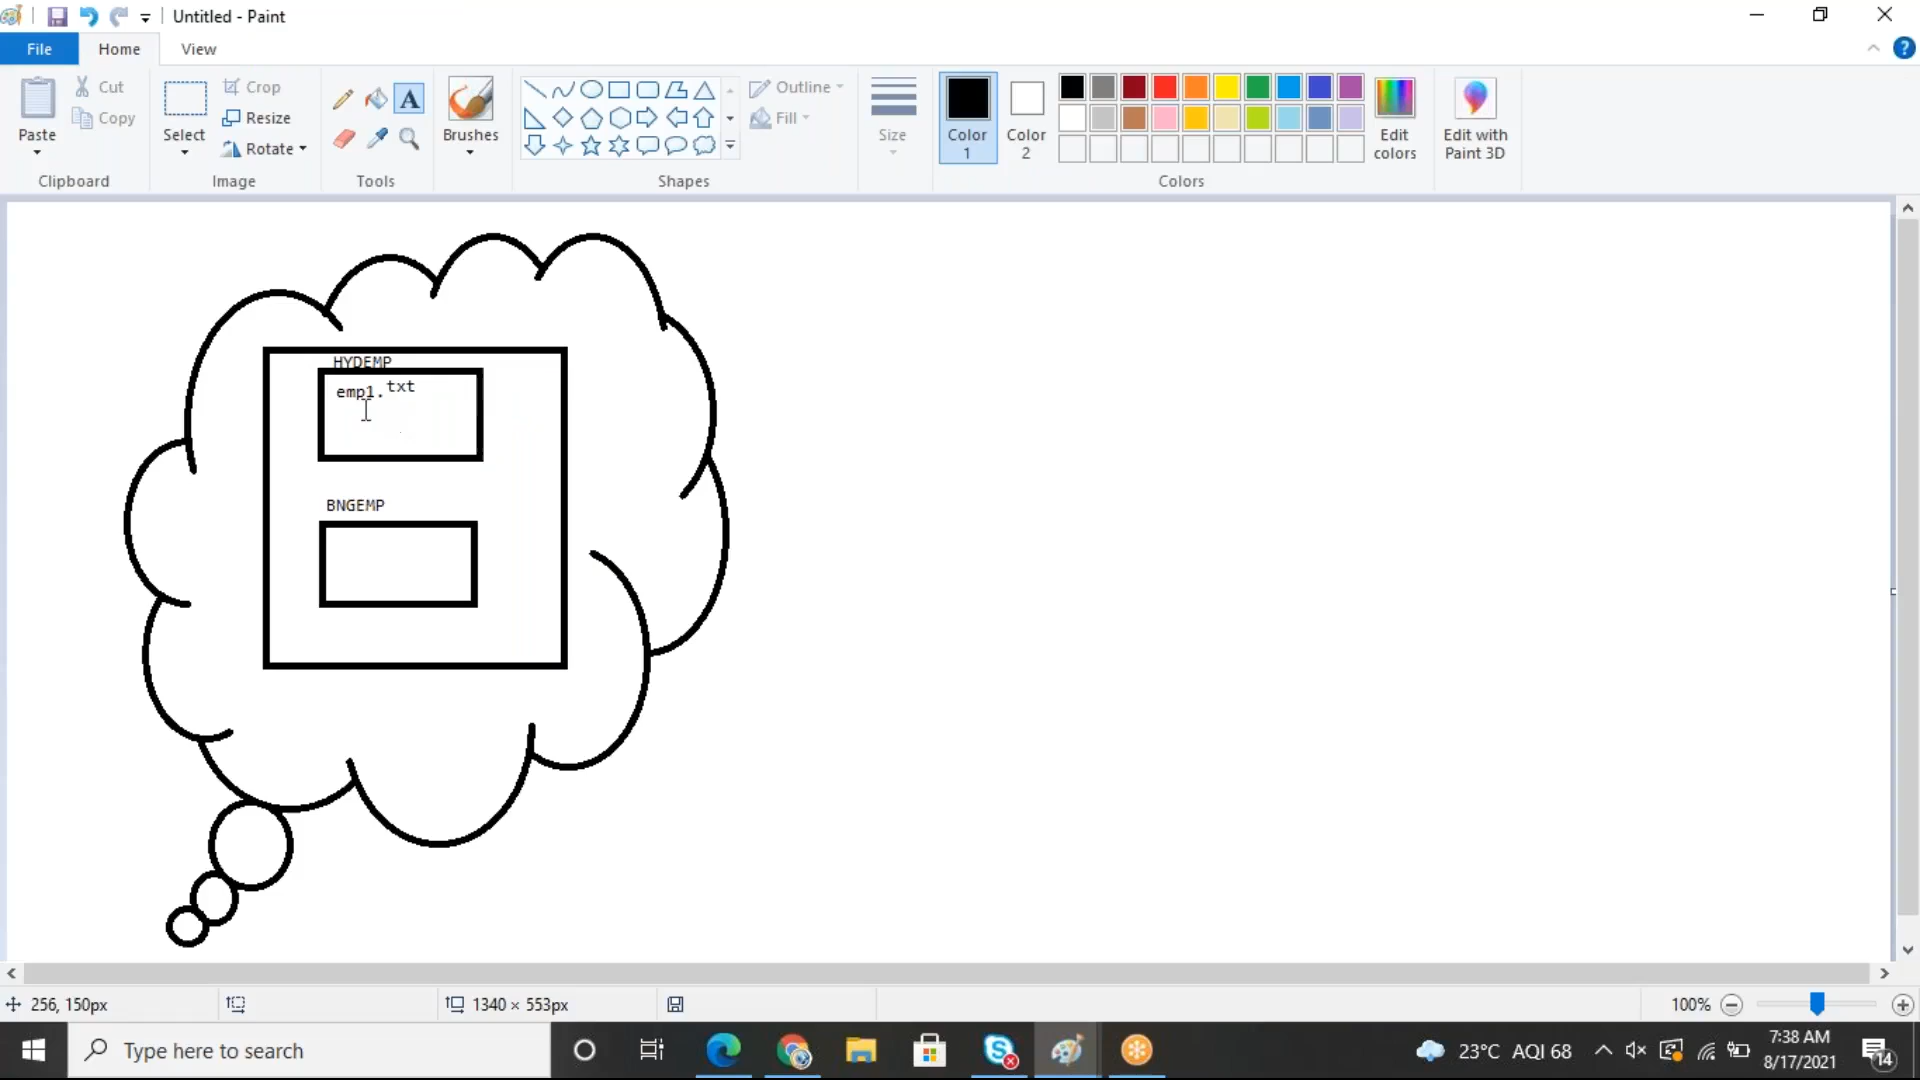 Untitled - Paint
File Home View
Paste Cut Copy Clipboard
Select Crop Resize Rotate Image
A Tools
Brushes
Outline Fill Shapes
Size
Color 1 Color 2 Edit colors Colors
Edit with Paint 3D
HYDEMP
emp1.txt
BNGEMP
256, 150px 1340 × 553px 100%
Type here to search 23°C AQI 68 7:38 AM 8/17/2021 14